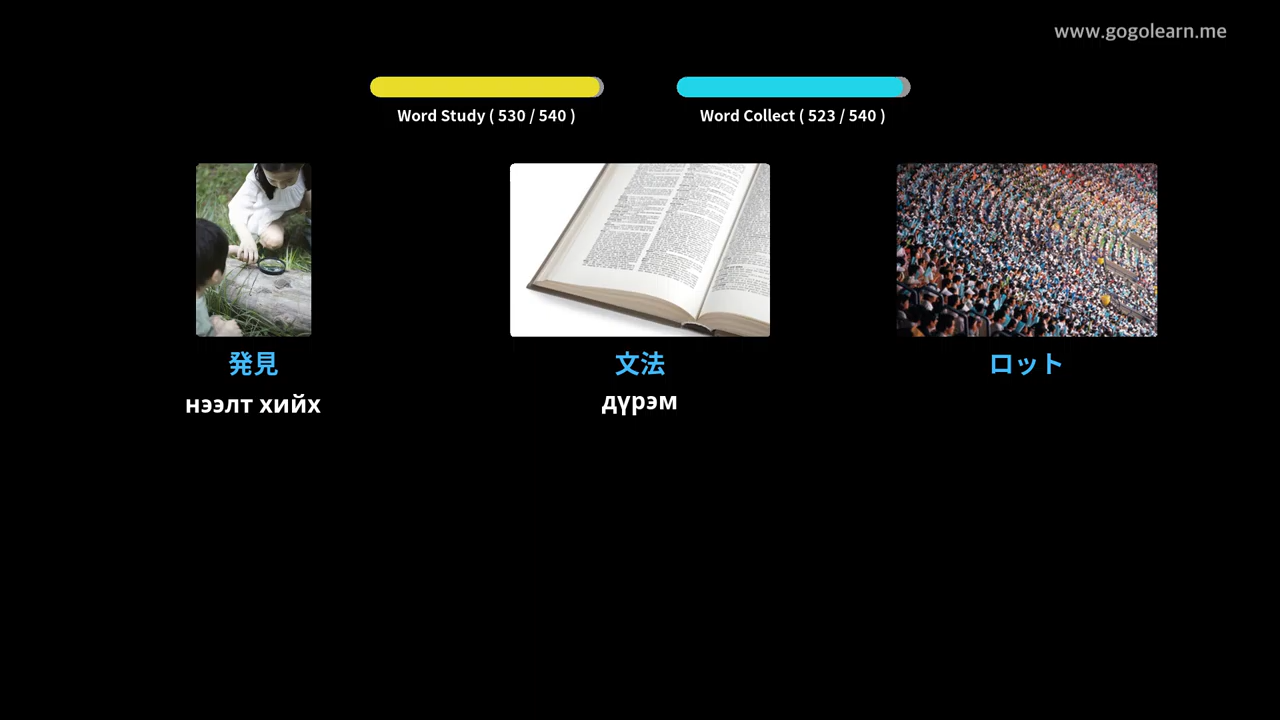 www.gogolearn.me
Word Study ( 530 / 540 )
Word Collect ( 523 / 540 )
発見
文法
ロット
нээлт хийх
дүрэм